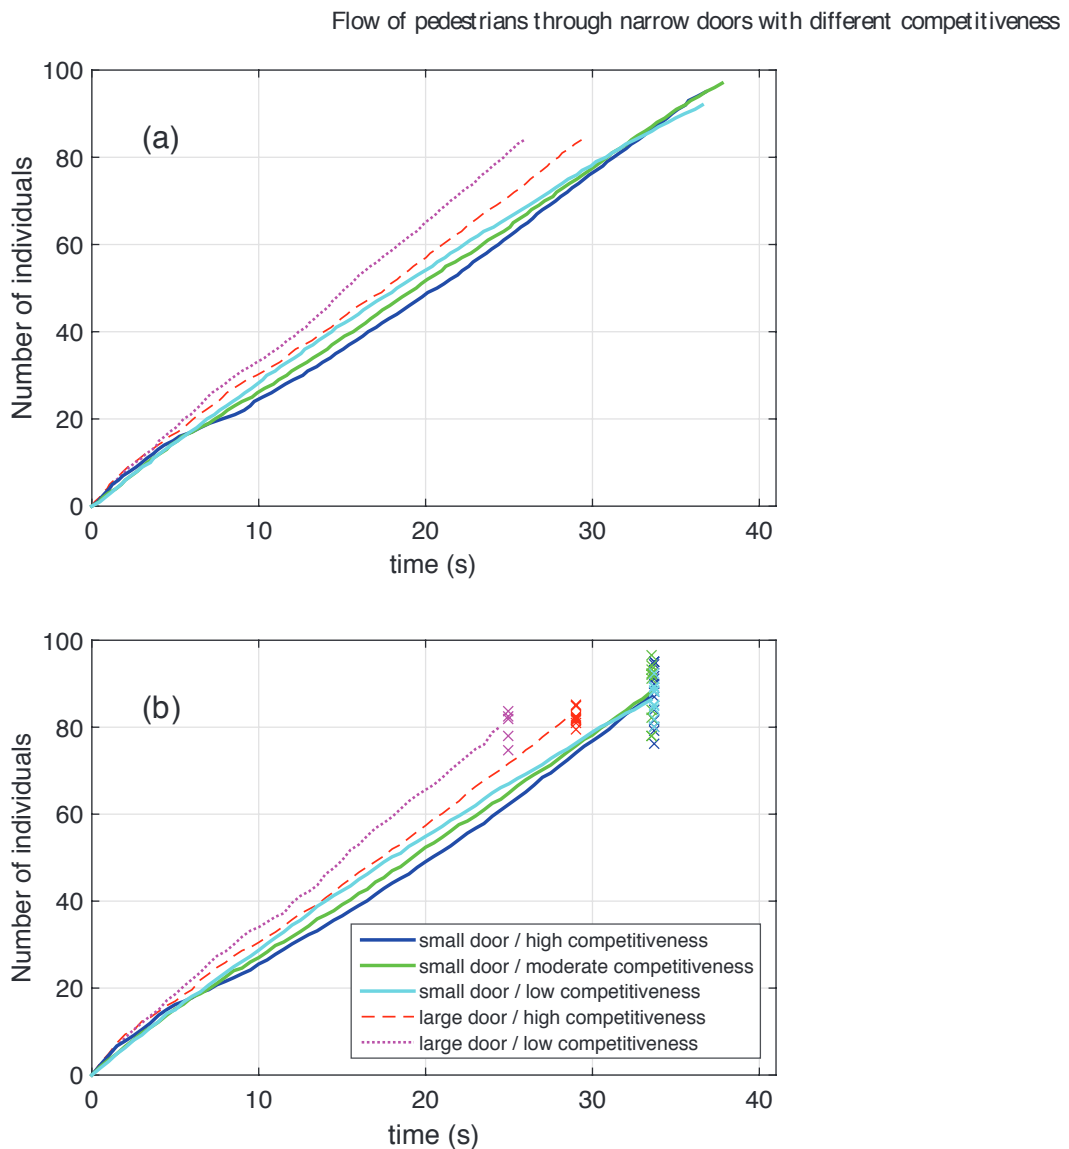 Flow of pedestrians through narrow doors with different competitiveness
100
80
60
40
20
0
(a)
Number of individuals
0 10 20 30 40
time (s)
100
80
60
40
20
0
(b)
Number of individuals
small door / high competitiveness
small door / moderate competitiveness
small door / low competitiveness
large door / high competitiveness
large door / low competitiveness
0 10 20 30 40
time (s)